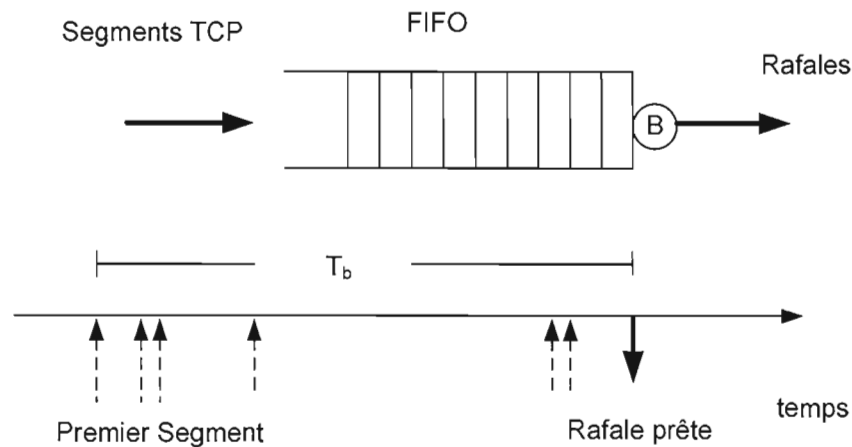 Segments TCP
FIFO
Rafales
B
T_b
temps
Premier Segment
Rafale prête